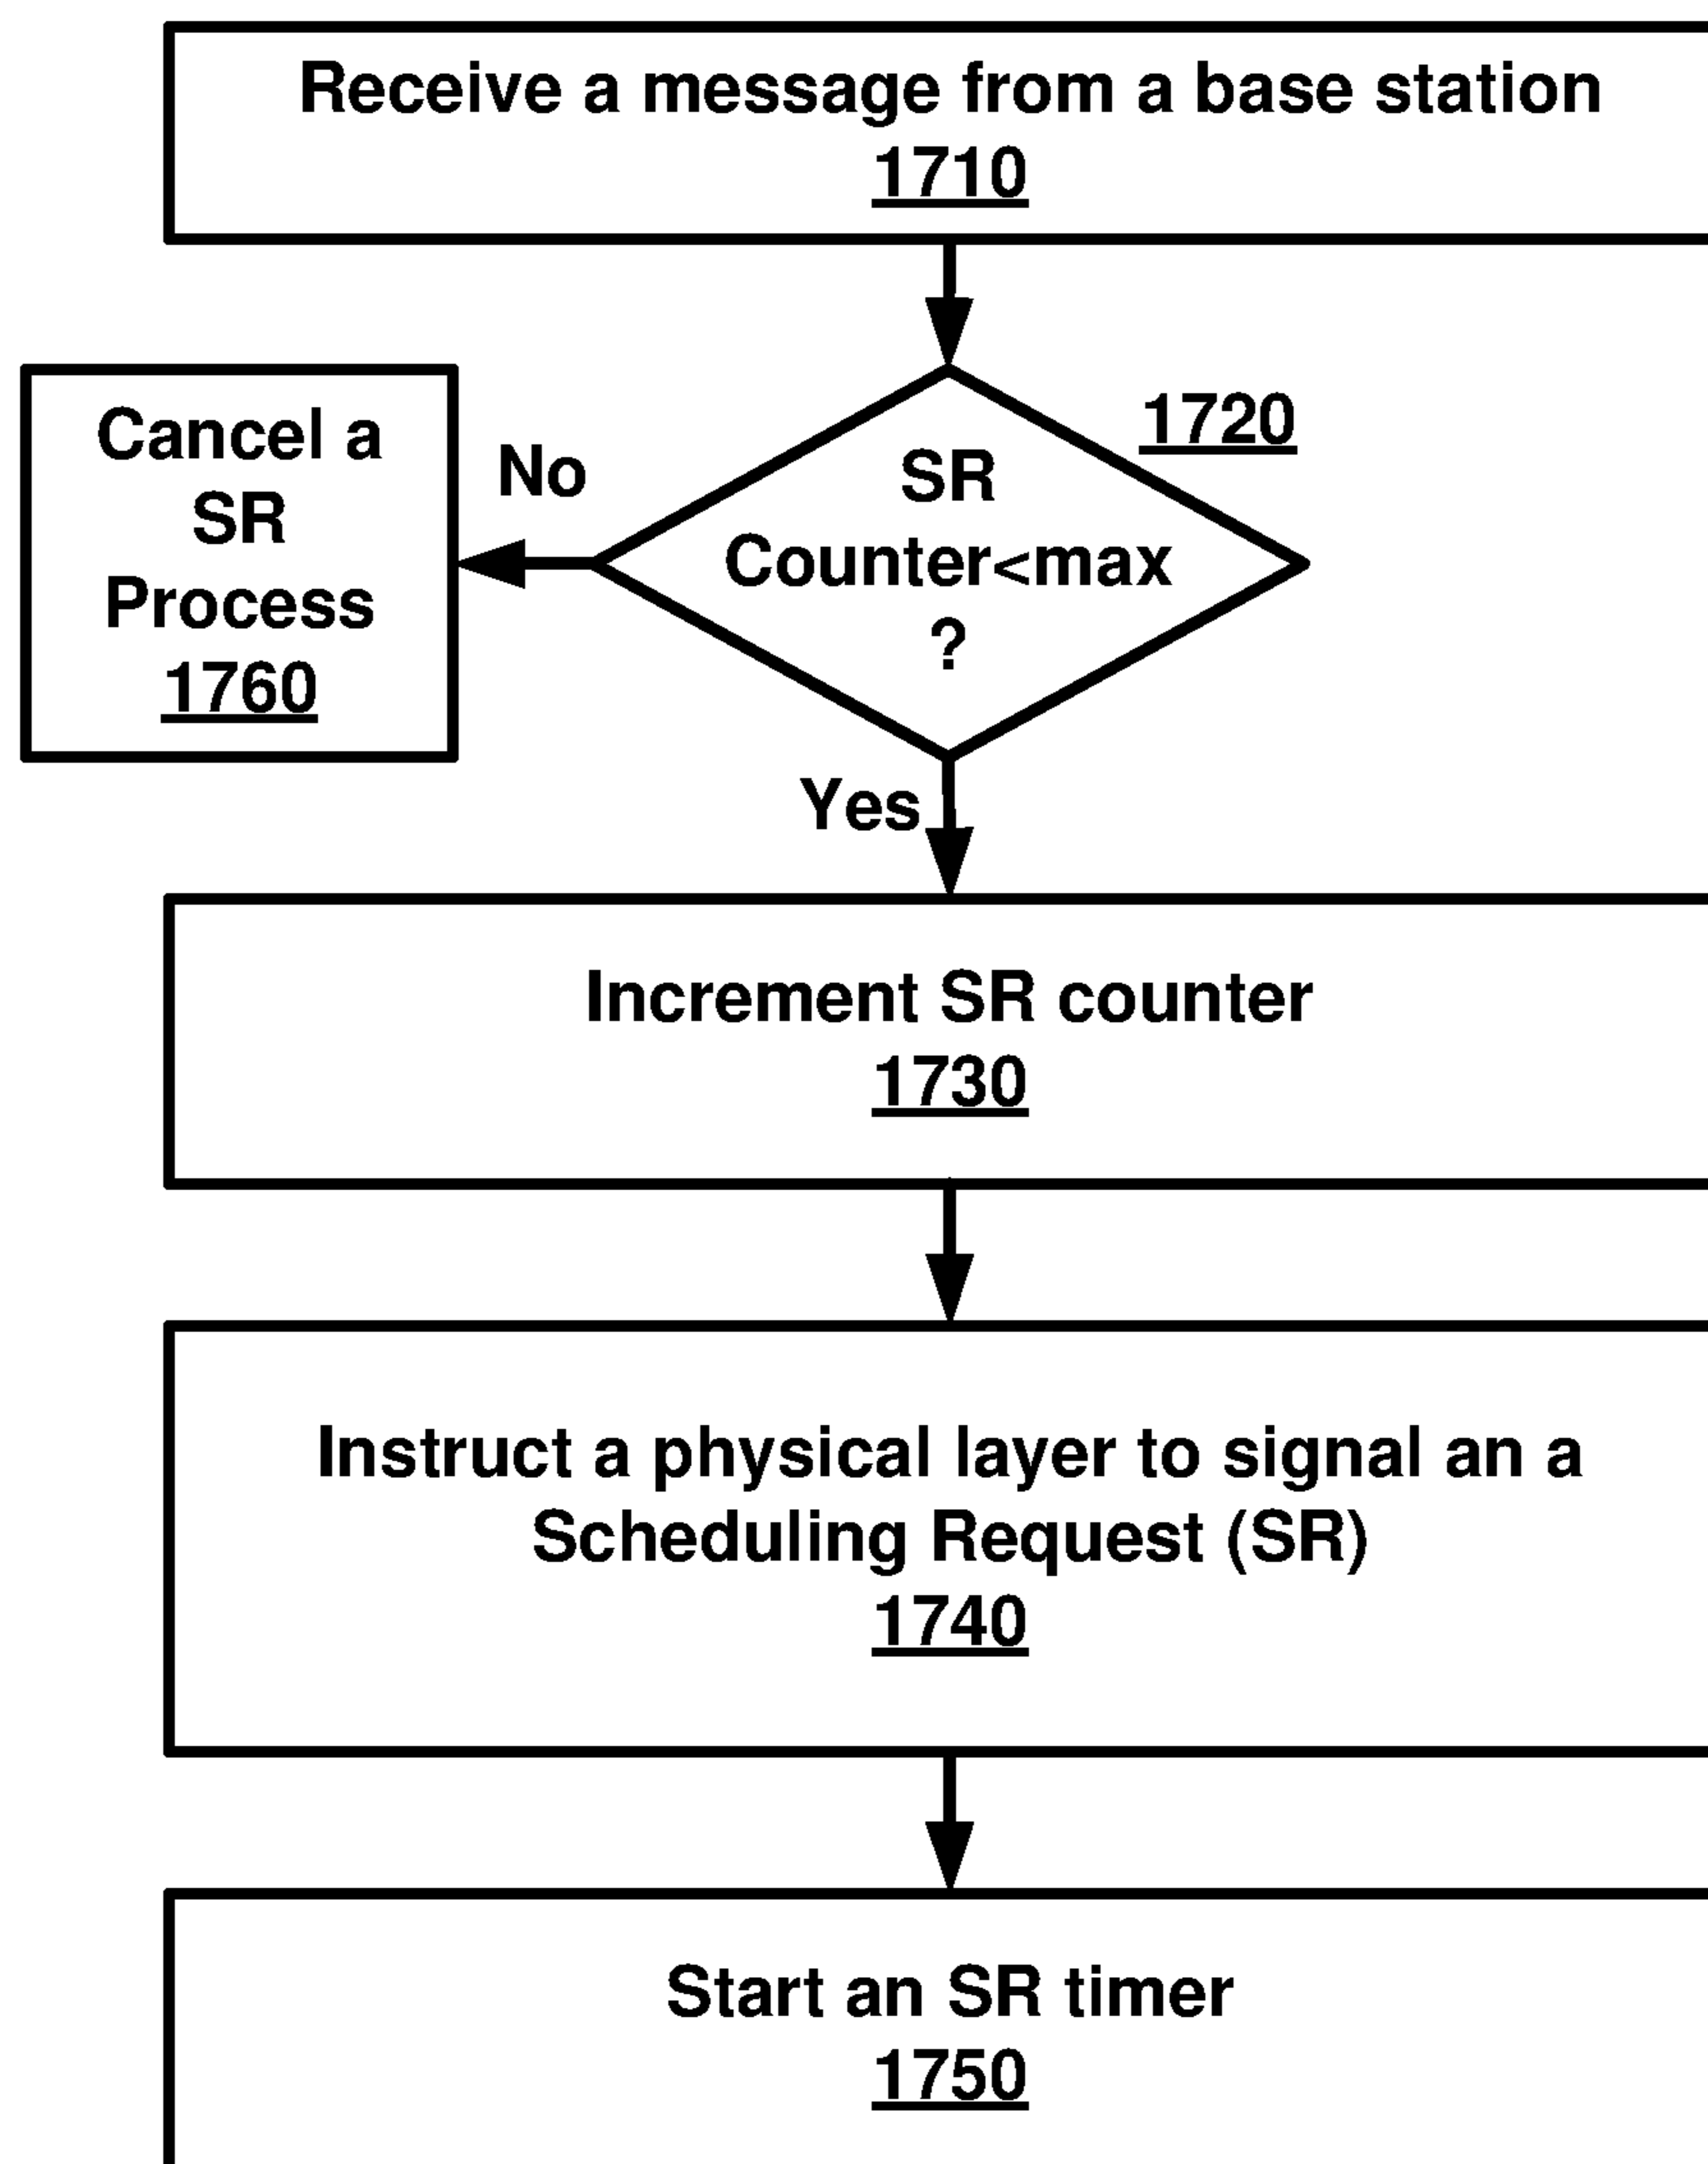 Receive a message from a base station
1710
1720
SR
Counter<max
?
No
Cancel a
SR
Process
1760
Yes
Increment SR counter
1730
Instruct a physical layer to signal an a
Scheduling Request (SR)
1740
Start an SR timer
1750